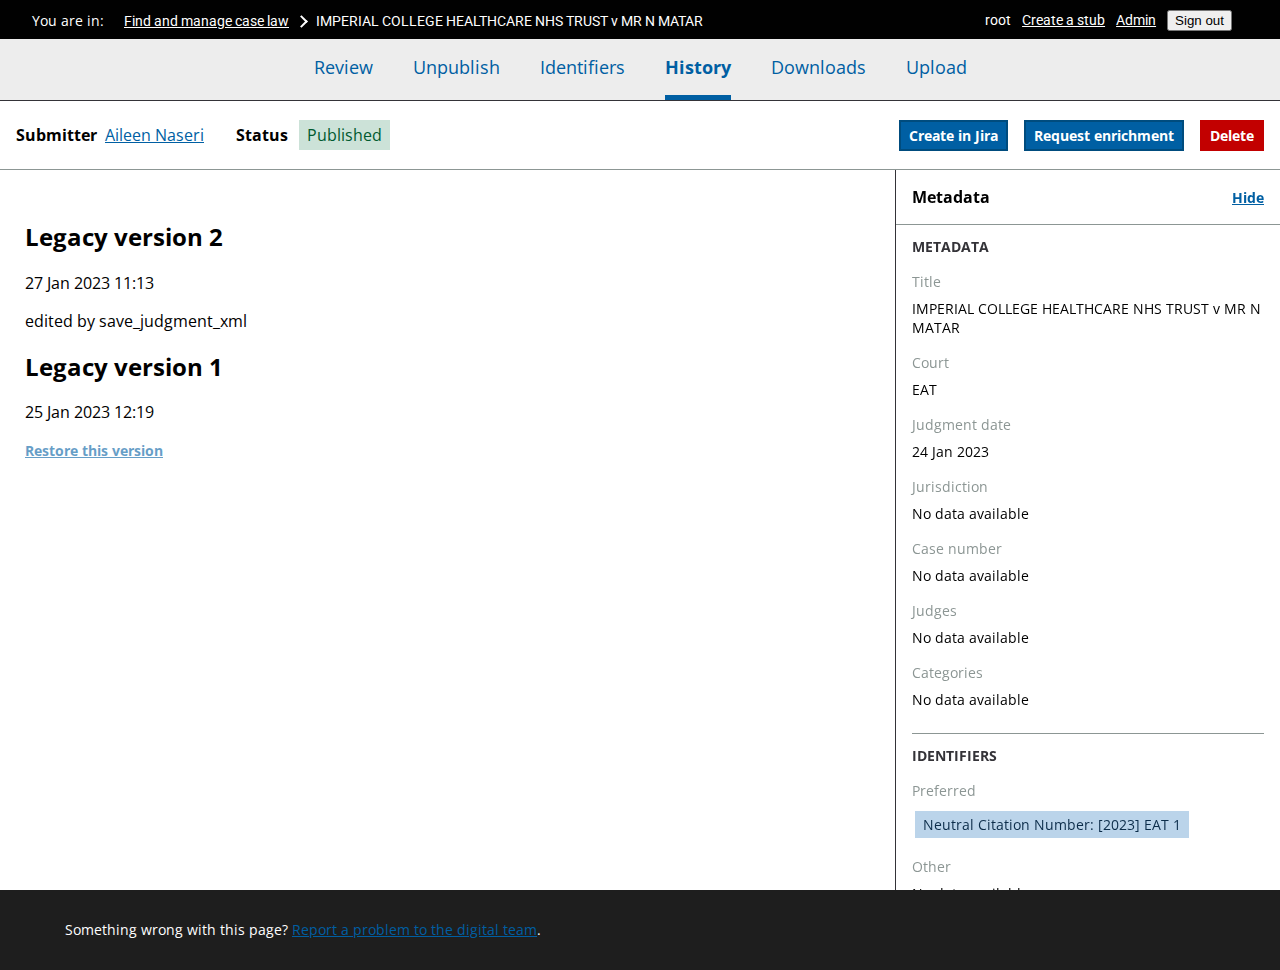 You are in: Find and manage case law IMPERIAL COLLEGE HEALTHCARE NHS TRUST v MR N MATAR root Create a stub Admin Sign out
Review Unpublish Identifiers History Downloads Upload
Submitter Aileen Naseri Status Published Create in Jira Request enrichment Delete
Legacy version 2
27 Jan 2023 11:13
edited by save_judgment_xml
Legacy version 1
25 Jan 2023 12:19
Restore this version
Metadata Hide
METADATA
Title
IMPERIAL COLLEGE HEALTHCARE NHS TRUST v MR N
MATAR
Court
EAT
Judgment date
24 Jan 2023
Jurisdiction
No data available
Case number
No data available
Judges
No data available
Categories
No data available
IDENTIFIERS
Preferred
Neutral Citation Number: [2023] EAT 1
Other
Something wrong with this page? Report a problem to the digital team.